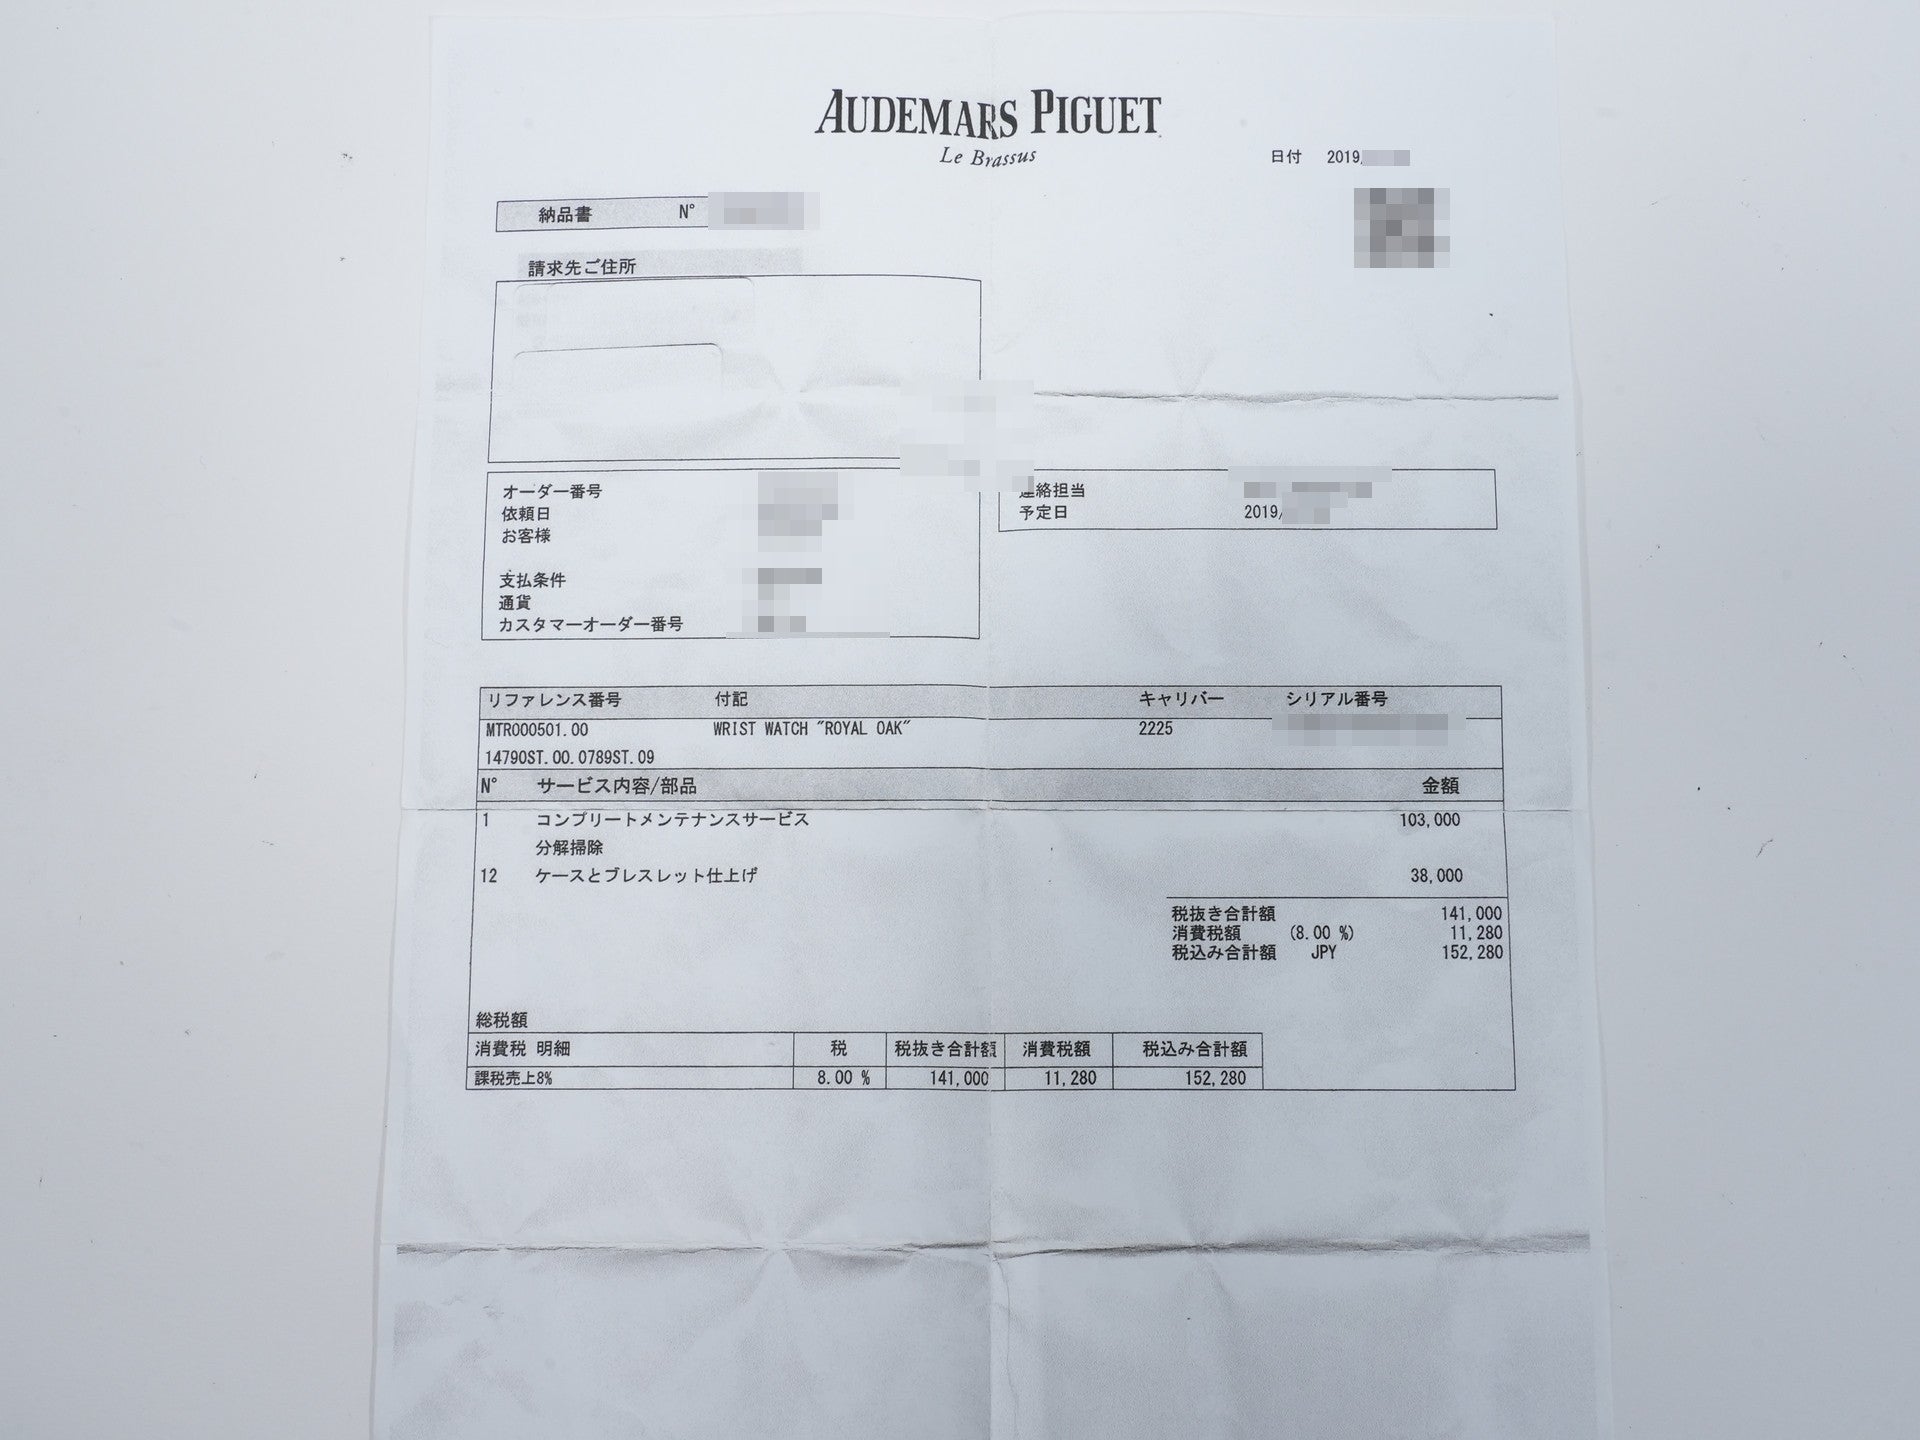 AUDEMARS PIGUET
Le Brassus
日付 2019/
納品書 N°
請求先ご住所
オーダー番号
依頼日
お客様
支払条件
通貨
カスタマーオーダー番号
連絡担当
予定日 2019/
リファレンス番号 付記 キャリバー シリアル番号
MTR000501.00 WRIST WATCH "ROYAL OAK" 2225
14790ST.00.0789ST.09
N° サービス内容/部品 金額
1 コンプリートメンテナンスサービス 103,000
分解掃除
12 ケースとブレスレット仕上げ 38,000
税抜き合計額 141,000
消費税額 (8.00 %) 11,280
税込み合計額 JPY 152,280
総税額
消費税 明細 税 税抜き合計額 消費税額 税込み合計額
課税売上8% 8.00 % 141,000 11,280 152,280